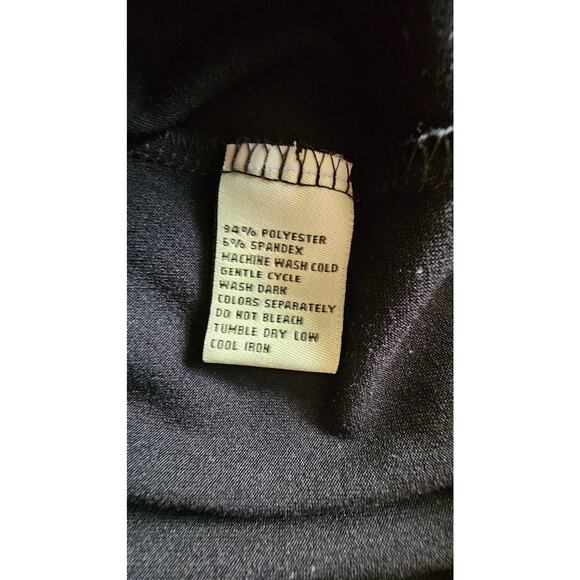 94% POLYESTER
6% SPANDEX
MACHINE WASH COLD
GENTLE CYCLE
WASH DARK
COLORS SEPARATELY
DO NOT BLEACH
TUMBLE DRY LOW
COOL IRON